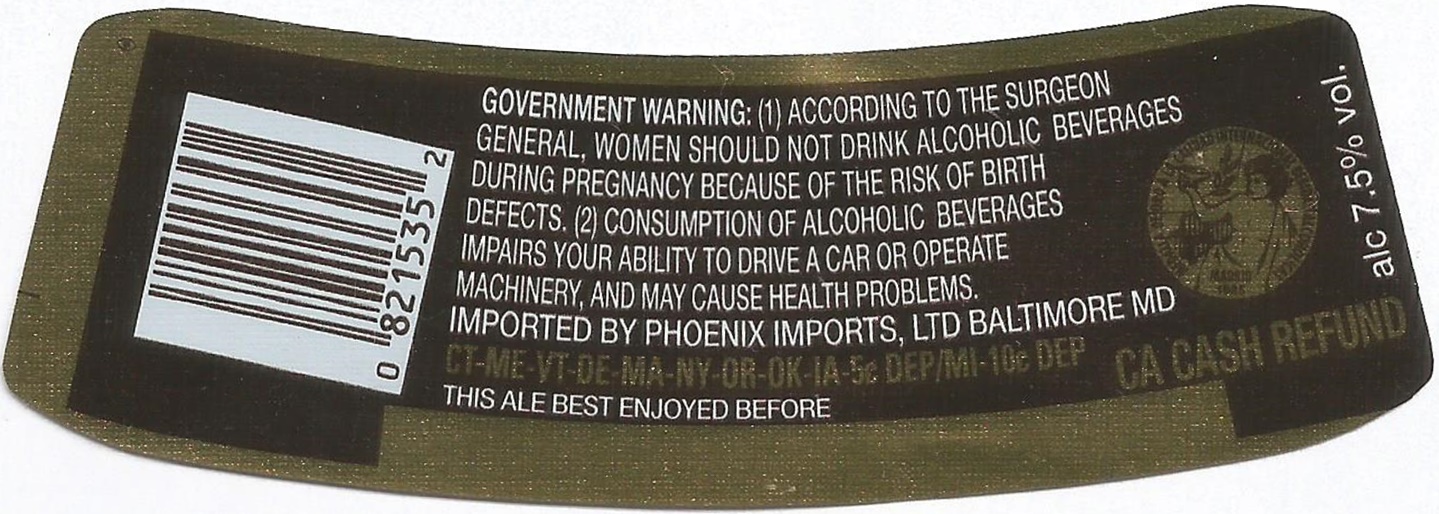 GOVERNMENT WARNING: (1) ACCORDING TO THE SURGEON
GENERAL, WOMEN SHOULD NOT DRINK ALCOHOLIC BEVERAGES
DURING PREGNANCY BECAUSE OF THE RISK OF BIRTH
DEFECTS. (2) CONSUMPTION OF ALCOHOLIC BEVERAGES
IMPAIRS YOUR ABILITY TO DRIVE A CAR OR OPERATE
MACHINERY, AND MAY CAUSE HEALTH PROBLEMS.
IMPORTED BY PHOENIX IMPORTS, LTD BALTIMORE MD
CT-ME-VT-DE-MA-NY-OR-OK-IA-5¢ DEP/MI-10¢ DEP
THIS ALE BEST ENJOYED BEFORE
CA CASH REFUND
alc 7.5% vol.
MADRID
0 821535 2